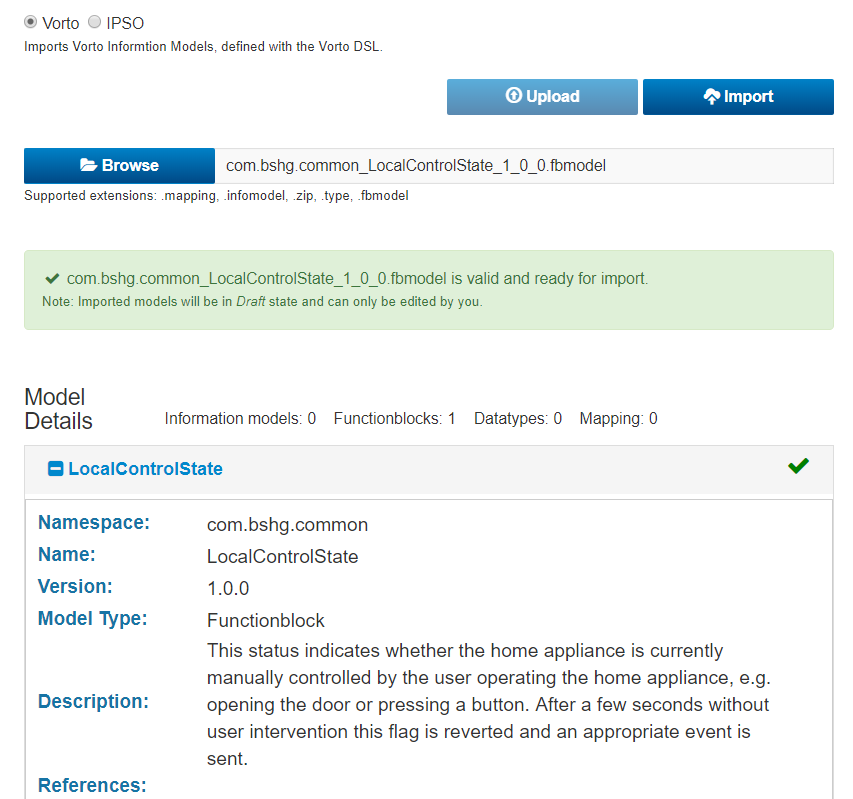 Vorto IPSO
Imports Vorto Informtion Models, defined with the Vorto DSL.
Upload Import
Browse com.bshg.common_LocalControlState_1_0_0.fbmodel
Supported extensions: .mapping, .infomodel, .zip, .type, .fbmodel
com.bshg.common_LocalControlState_1_0_0.fbmodel is valid and ready for import.
Note: Imported models will be in Draft state and can only be edited by you.
Model
Details Information models: 0 Functionblocks: 1 Datatypes: 0 Mapping: 0
LocalControlState
Namespace: com.bshg.common
Name: LocalControlState
Version: 1.0.0
Model Type: Functionblock
Description: This status indicates whether the home appliance is currently
manually controlled by the user operating the home appliance, e.g.
opening the door or pressing a button. After a few seconds without
user intervention this flag is reverted and an appropriate event is
sent.
References: